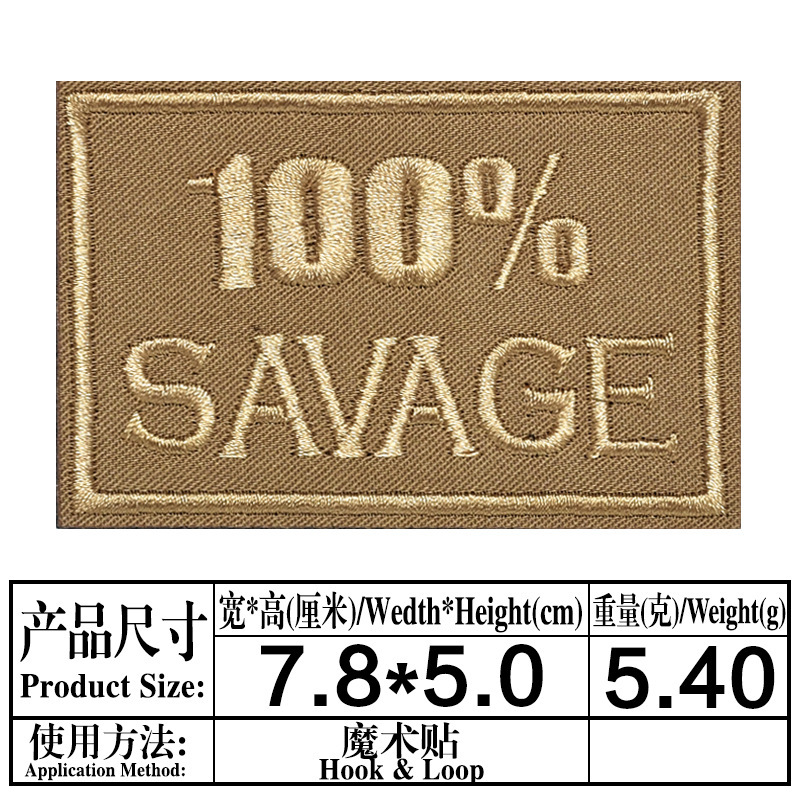 100%
SAVAGE
产品尺寸
Product Size:
宽*高(厘米)/Wedth*Height(cm)
7.8*5.0
重量(克)/Weight(g)
5.40
使用方法:
Application Method:
魔术贴
Hook & Loop